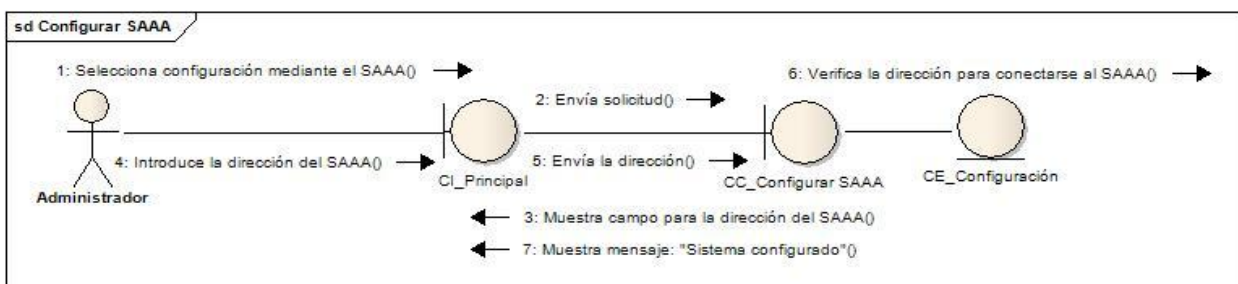 sd Configurar SAAA
1: Selecciona configuración mediante el SAAA()
6: Verifica la dirección para conectarse al SAAA()
2: Envía solicitud()
4: Introduce la dirección del SAAA()
5: Envía la dirección()
Administrador
CI_Principal
CC_Configurar SAAA
CE_Configuración
3: Muestra campo para la dirección del SAAA()
7: Muestra mensaje: "Sistema configurado"()